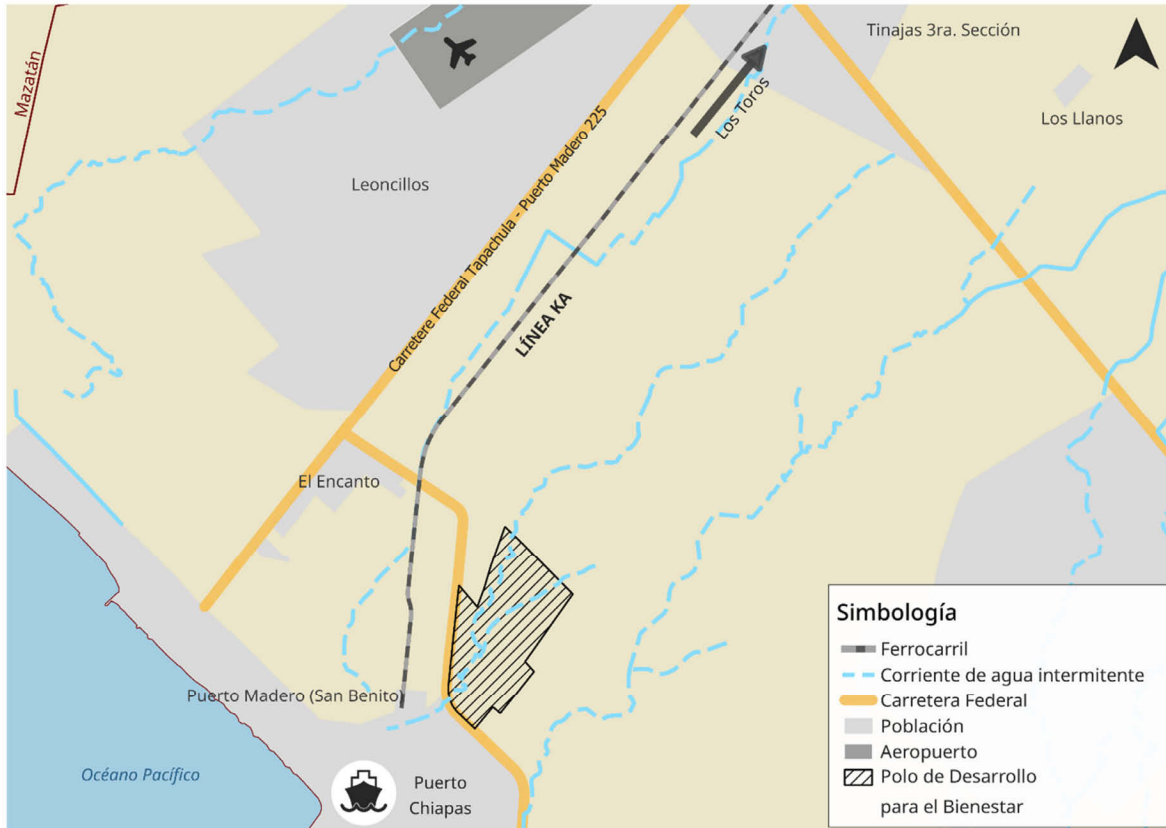 Mazatán
Tinajas 3ra. Sección
Los Llanos
Los Toros
Leoncillos
Carretere Federal Tapachula - Puerto Madero 225
LÍNEA KA
El Encanto
Puerto Madero (San Benito)
Océano Pacífico
Puerto
Chiapas
Simbología
Ferrocarril
Corriente de agua intermitente
Carretera Federal
Población
Aeropuerto
Polo de Desarrollo
para el Bienestar